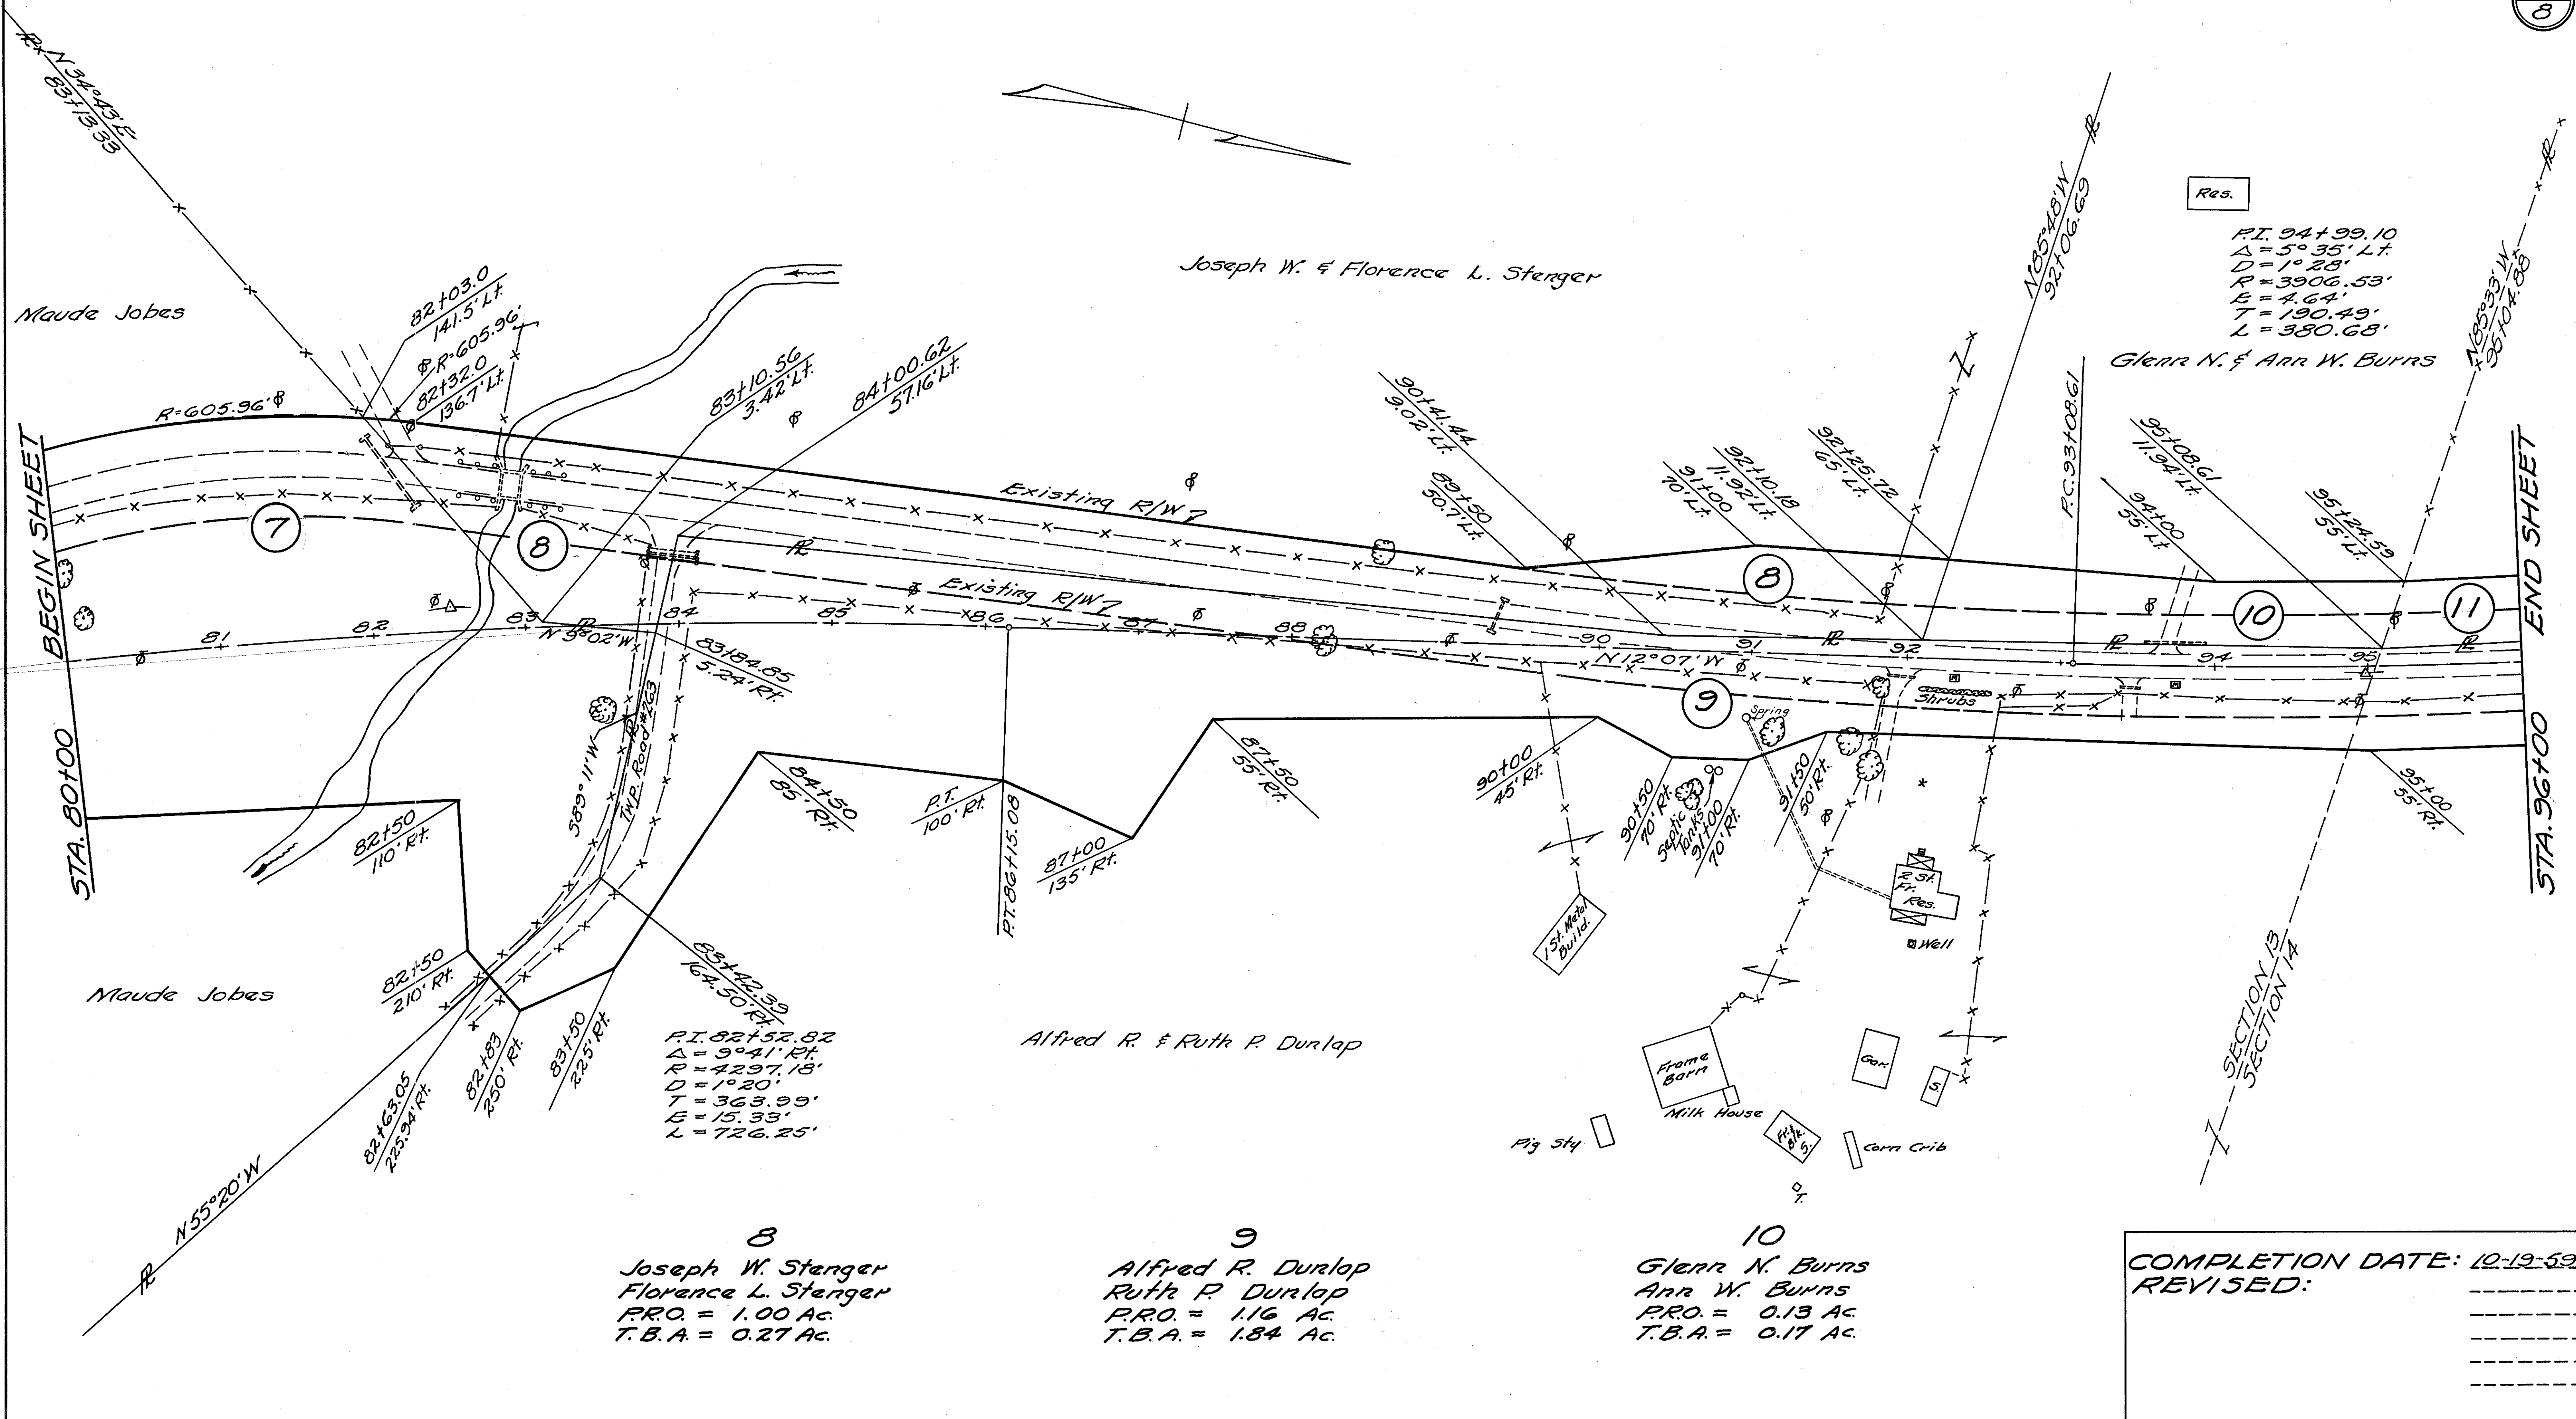 8
N34°43'E
83+13.33
Maude Jobes
82+03.0
141.5' Lt.
R=605.96'
82+32.0
136.7' Lt.
R=605.96'
83+10.56
3.42' Lt.
84+00.62
57.16' Lt.
Joseph W. & Florence L. Stenger
90+41.44
9.02' Lt.
89+50
50.7' Lt.
91+00
70' Lt.
92+10.18
11.92' Lt.
92+25.72
65' Lt.
N85°48'W
92+06.69
Res.
P.I. 94+99.10
Δ = 5° 35' Lt.
D = 1° 28'
R = 3906.53'
E = 4.64'
T = 190.49'
L = 380.68'
Glenn N. & Ann W. Burns
N85°33'W
95+04.88
P.C. 93+08.61
95+08.61
11.94' Lt.
94+00
55' Lt.
95+24.59
55' Lt.
STA. 80+00 BEGIN SHEET
STA. 96+00 END SHEET
7
8
Existing R/W
Existing R/W
8
10
11
9
81
82
83
84
85
86
87
88
90
91
92
94
95
N 5°02'W
83+84.85
5.24' Rt.
N12°07'W
Shrubs
Spring
S89°11'W
Twp. Road #263
82+50
110' Rt.
84+50
85' Rt.
P.T.
100' Rt.
P.T. 86+15.08
87+00
135' Rt.
87+50
55' Rt.
90+00
45' Rt.
90+50
70' Rt.
Septic
Tanks
91+00
70' Rt.
91+50
50' Rt.
95+00
55' Rt.
2 St.
Fr.
Res.
Well
1 St. Metal
Build.
Maude Jobes
82+50
210' Rt.
82+63.05
225.94' Rt.
82+83
250' Rt.
83+50
225' Rt.
83+42.39
164.50' Rt.
P.I. 82+52.82
Δ = 9°41' Rt.
R = 4297.18'
D = 1°20'
T = 363.99'
E = 15.33'
L = 726.25'
Alfred R. & Ruth P. Dunlap
Frame
Barn
Milk House
Gar.
S.
Pig Sty
Fr. &
Blk.
S.
Corn Crib
T.
SECTION 13
SECTION 14
N55°20'W
8
Joseph W. Stenger
Florence L. Stenger
P.R.O. = 1.00 Ac.
T.B.A. = 0.27 Ac.
9
Alfred R. Dunlap
Ruth P. Dunlap
P.R.O. = 1.16 Ac.
T.B.A. = 1.84 Ac.
10
Glenn N. Burns
Ann W. Burns
P.R.O. = 0.13 Ac.
T.B.A. = 0.17 Ac.
COMPLETION DATE: 10-19-59
REVISED: